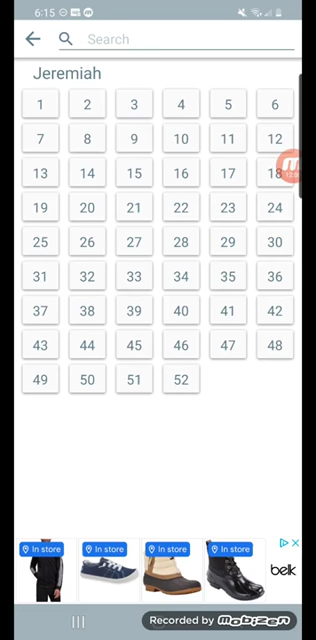 6:15
Search
Jeremiah
1 2 3 4 5 6
7 8 9 10 11 12
13 14 15 16 17 18
19 20 21 22 23 24
25 26 27 28 29 30
31 32 33 34 35 36
37 38 39 40 41 42
43 44 45 46 47 48
49 50 51 52
In store In store In store In store
belk
Recorded by mobizen